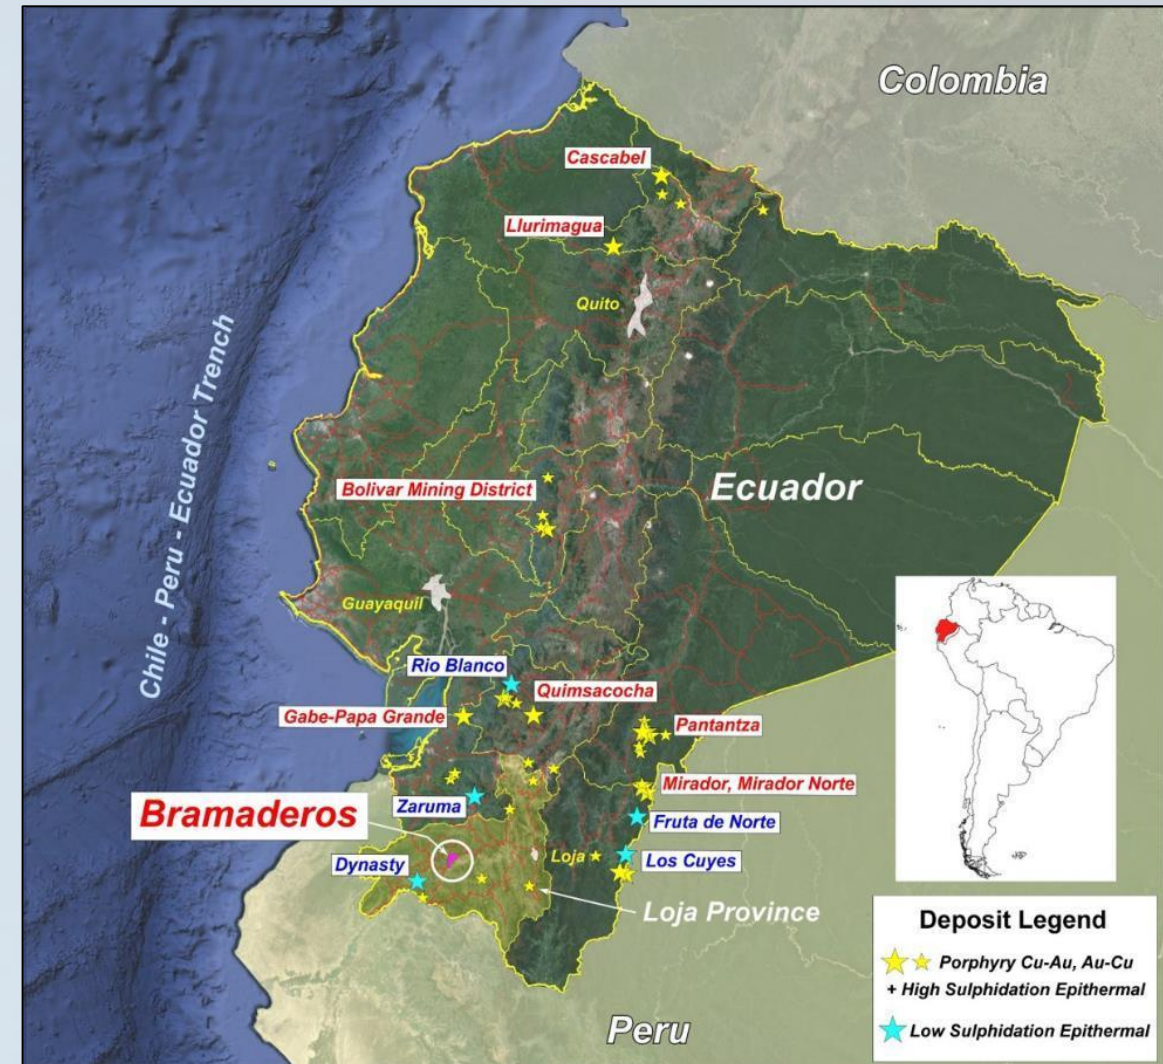 Colombia
Cascabel
Llurimagua
Quito
Chile - Peru - Ecuador Trench
Bolivar Mining District
Ecuador
Guayaquil
Rio Blanco
Quimsacocha
Gabe-Papa Grande
Pantantza
Mirador, Mirador Norte
Zaruma
Bramaderos
Fruta de Norte
Loja
Los Cuyes
Dynasty
Loja Province
Deposit Legend
Porphyry Cu-Au, Au-Cu
+ High Sulphidation Epithermal
Low Sulphidation Epithermal
Peru